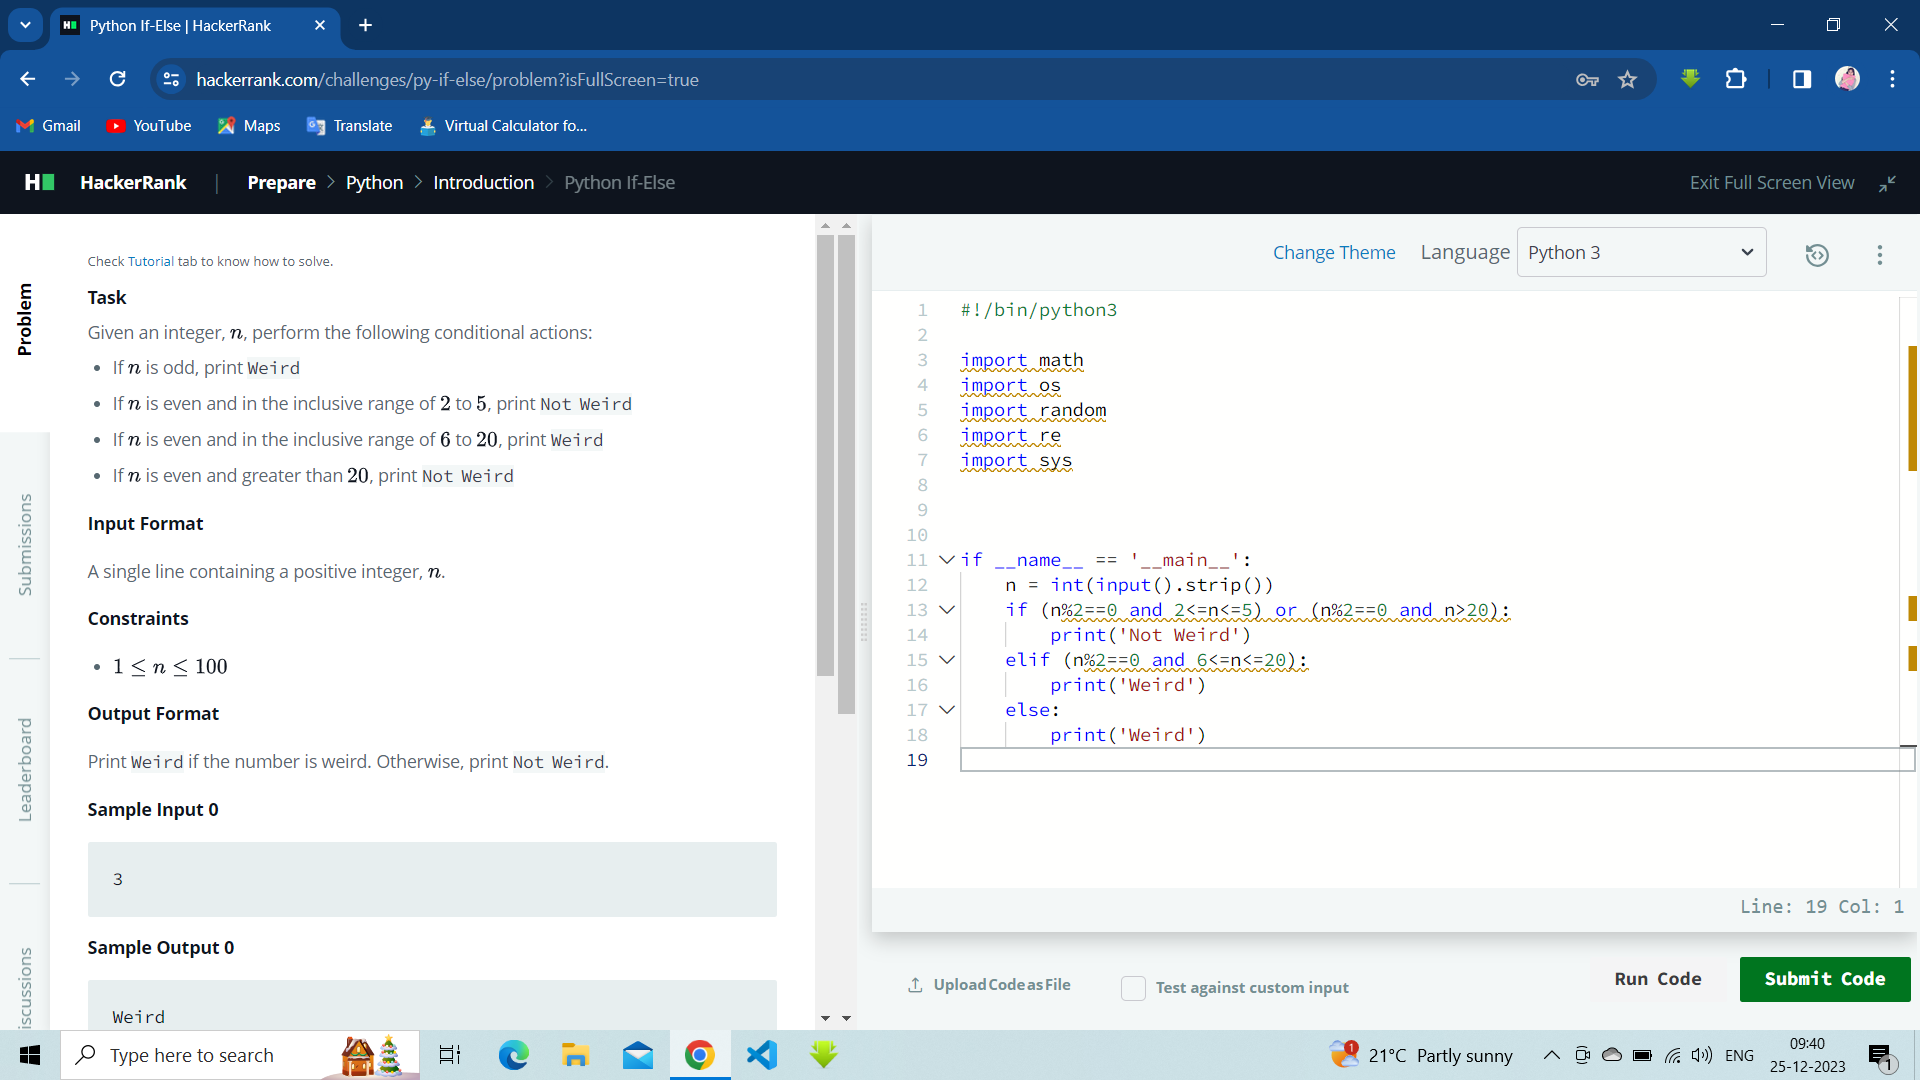 Python If-Else | HackerRank
hackerrank.com/challenges/py-if-else/problem?isFullScreen=true
Gmail YouTube Maps Translate Virtual Calculator fo...
HackerRank | Prepare > Python > Introduction > Python If-Else Exit Full Screen View
Problem
Submissions
Leaderboard
iscussions
Check Tutorial tab to know how to solve.
Task
Given an integer, n, perform the following conditional actions:
• If n is odd, print Weird
• If n is even and in the inclusive range of 2 to 5, print Not Weird
• If n is even and in the inclusive range of 6 to 20, print Weird
• If n is even and greater than 20, print Not Weird
Input Format
A single line containing a positive integer, n.
Constraints
• 1 ≤ n ≤ 100
Output Format
Print Weird if the number is weird. Otherwise, print Not Weird.
Sample Input 0
3
Sample Output 0
Weird
Change Theme Language Python 3
1 #!/bin/python3
2
3 import math
4 import os
5 import random
6 import re
7 import sys
8
9
10
11 if __name__ == '__main__':
12     n = int(input().strip())
13     if (n%2==0 and 2<=n<=5) or (n%2==0 and n>20):
14         print('Not Weird')
15     elif (n%2==0 and 6<=n<=20):
16         print('Weird')
17     else:
18         print('Weird')
19
Line: 19 Col: 1
Upload Code as File Test against custom input Run Code Submit Code
Type here to search
1 21°C Partly sunny ENG 09:40
25-12-2023 1